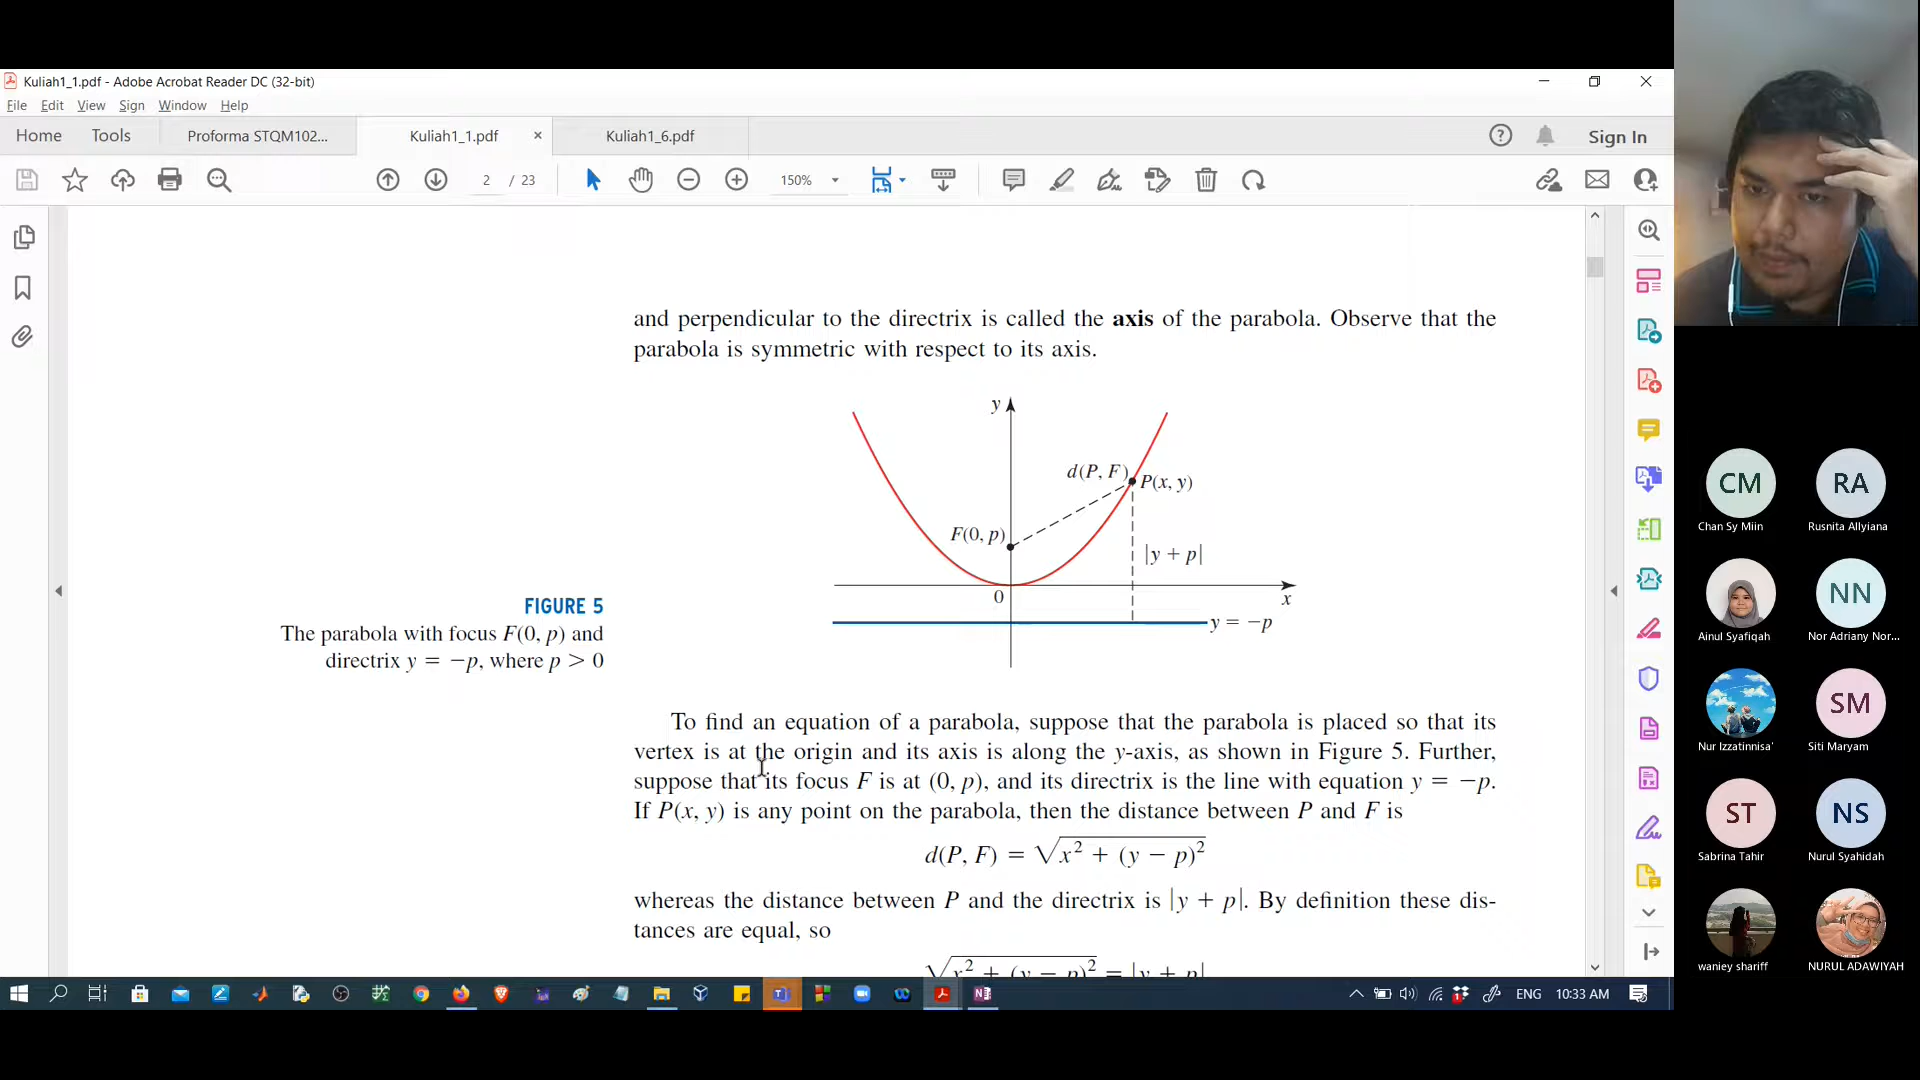 Kuliah1_1.pdf - Adobe Acrobat Reader DC (32-bit)
File Edit View Sign Window Help
Home Tools Proforma STQM102... Kuliah1_1.pdf × Kuliah1_6.pdf Sign In
2 / 23 150%
and perpendicular to the directrix is called the axis of the parabola. Observe that the
parabola is symmetric with respect to its axis.
y
d(P, F)
P(x, y)
F(0, p)
|y + p|
0
x
y = −p
FIGURE 5
The parabola with focus F(0, p) and
directrix y = −p, where p > 0
To find an equation of a parabola, suppose that the parabola is placed so that its
vertex is at the origin and its axis is along the y-axis, as shown in Figure 5. Further,
suppose that its focus F is at (0, p), and its directrix is the line with equation y = −p.
If P(x, y) is any point on the parabola, then the distance between P and F is
d(P, F) = √x² + (y − p)²
whereas the distance between P and the directrix is |y + p|. By definition these dis-
tances are equal, so
√x² + (y − p)² = |y + p|
ENG 10:33 AM
CM RA
Chan Sy Miin Rusnita Allyiana
NN
Ainul Syafiqah Nor Adriany Nor...
SM
Nur Izzatinnisa' Siti Maryam
ST NS
Sabrina Tahir Nurul Syahidah
waniey shariff NURUL ADAWIYAH